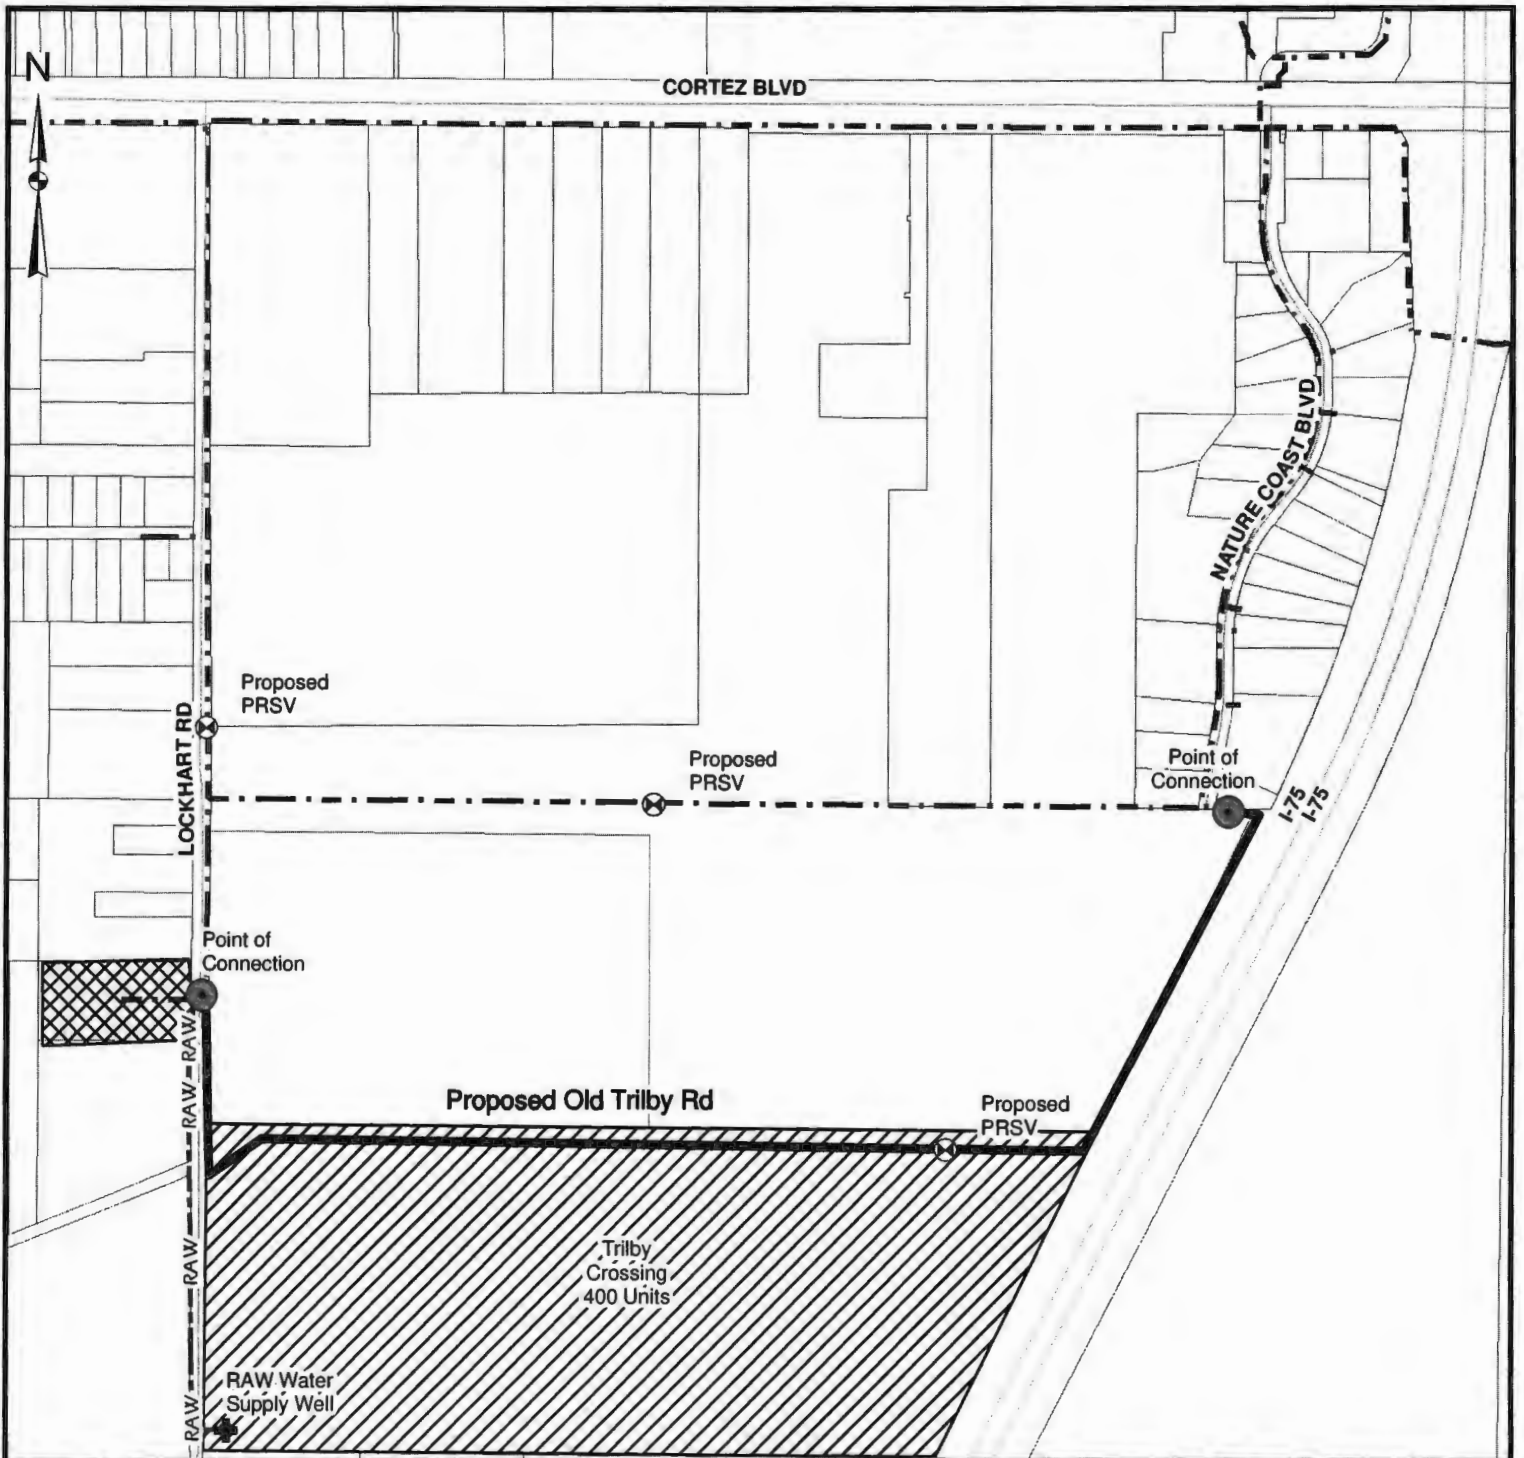 N
CORTEZ BLVD
NATURE COAST BLVD
Proposed
PRSV
LOCKHART RD
Proposed
PRSV
Point of
Connection
I-75
I-75
Point of
Connection
RAW
RAW
RAW
Proposed Old Trilby Rd
Proposed
PRSV
RAW
Trilby
Crossing
400 Units
RAW
RAW Water
Supply Well
RAW